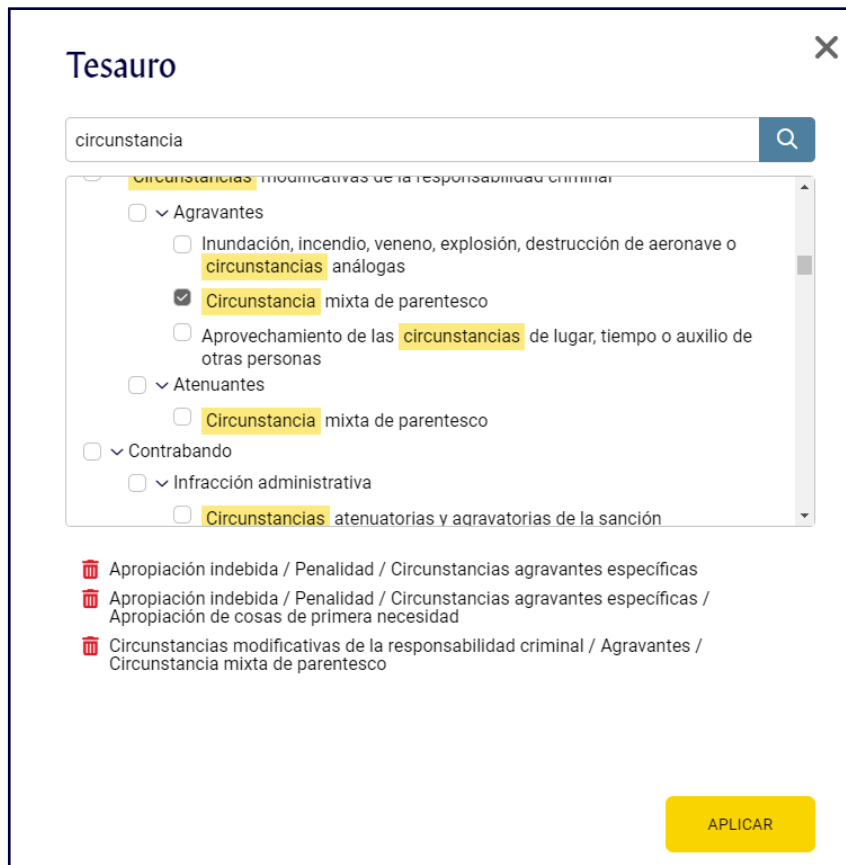 Tesauro
circunstancia
Circunstancias modificativas de la responsabilidad criminal
Agravantes
Inundación, incendio, veneno, explosión, destrucción de aeronave o
circunstancias análogas
Circunstancia mixta de parentesco
Aprovechamiento de las circunstancias de lugar, tiempo o auxilio de
otras personas
Atenuantes
Circunstancia mixta de parentesco
Contrabando
Infracción administrativa
Circunstancias atenuatorias y agravatorias de la sanción
Apropiación indebida / Penalidad / Circunstancias agravantes específicas
Apropiación indebida / Penalidad / Circunstancias agravantes específicas /
Apropiación de cosas de primera necesidad
Circunstancias modificativas de la responsabilidad criminal / Agravantes /
Circunstancia mixta de parentesco
APLICAR